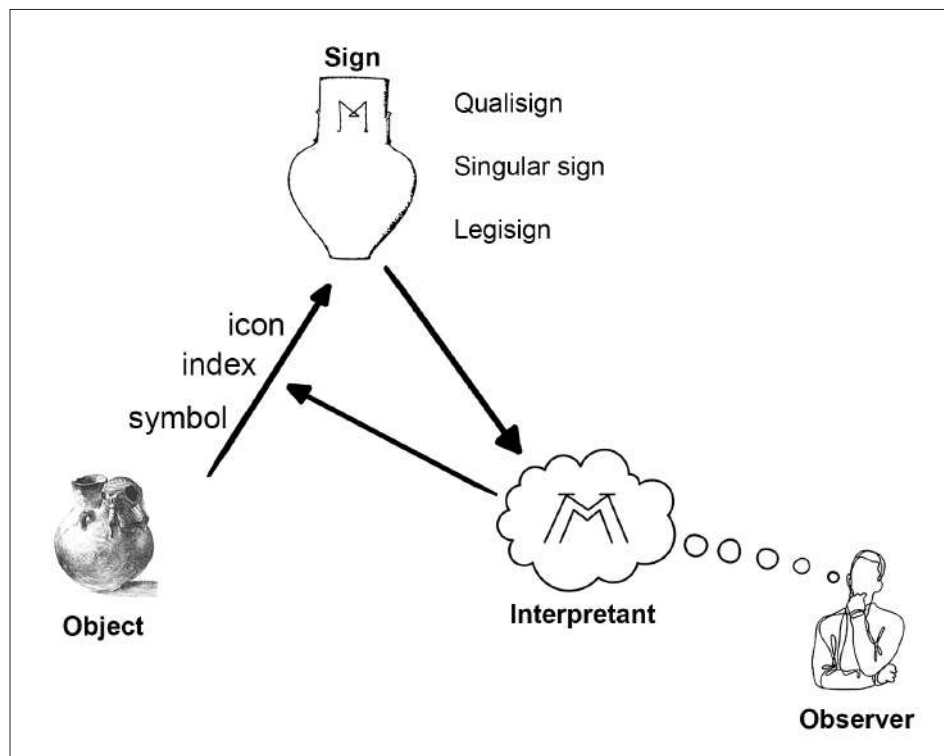 Sign
M
Qualisign
Singular sign
Legisign
icon
index
symbol
M
Object
Interpretant
Observer